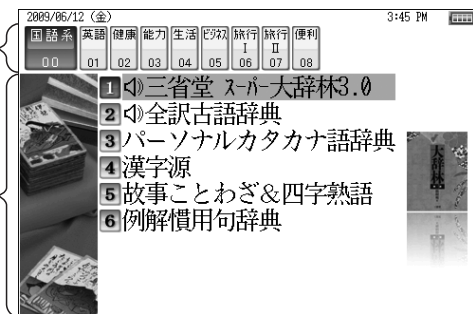 2009/06/12 (金) 3:45 PM
国語系 英語 健康 能力 生活 ビジネス 旅行I 旅行II 便利
00 01 02 03 04 05 06 07 08
1 三省堂 スーパー大辞林3.0
2 全訳古語辞典
3 パーソナルカタカナ語辞典
4 漢字源
5 故事ことわざ&四字熟語
6 例解慣用句辞典
大辞林